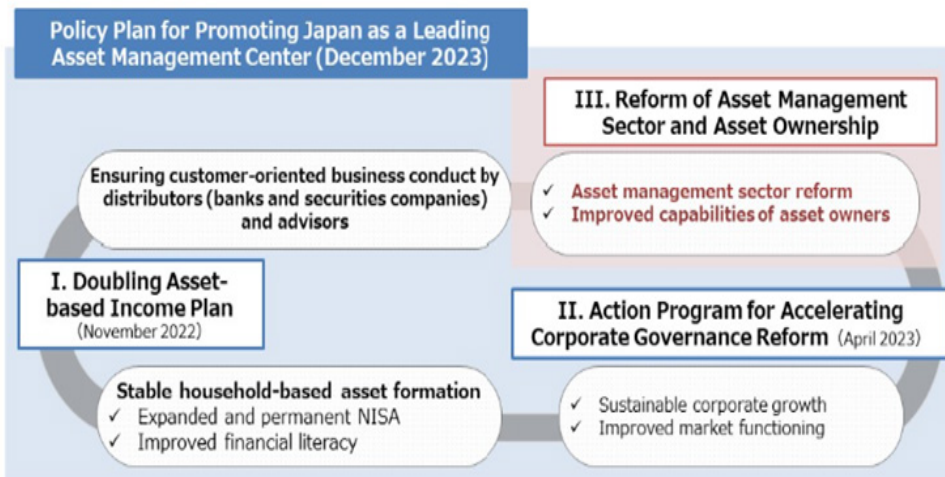 Policy Plan for Promoting Japan as a Leading
Asset Management Center (December 2023)
III. Reform of Asset Management
Sector and Asset Ownership
Ensuring customer-oriented business conduct by
distributors (banks and securities companies)
and advisors
✓ Asset management sector reform
✓ Improved capabilities of asset owners
I. Doubling Asset-
based Income Plan
(November 2022)
II. Action Program for Accelerating
Corporate Governance Reform (April 2023)
Stable household-based asset formation
✓ Expanded and permanent NISA
✓ Improved financial literacy
✓ Sustainable corporate growth
✓ Improved market functioning